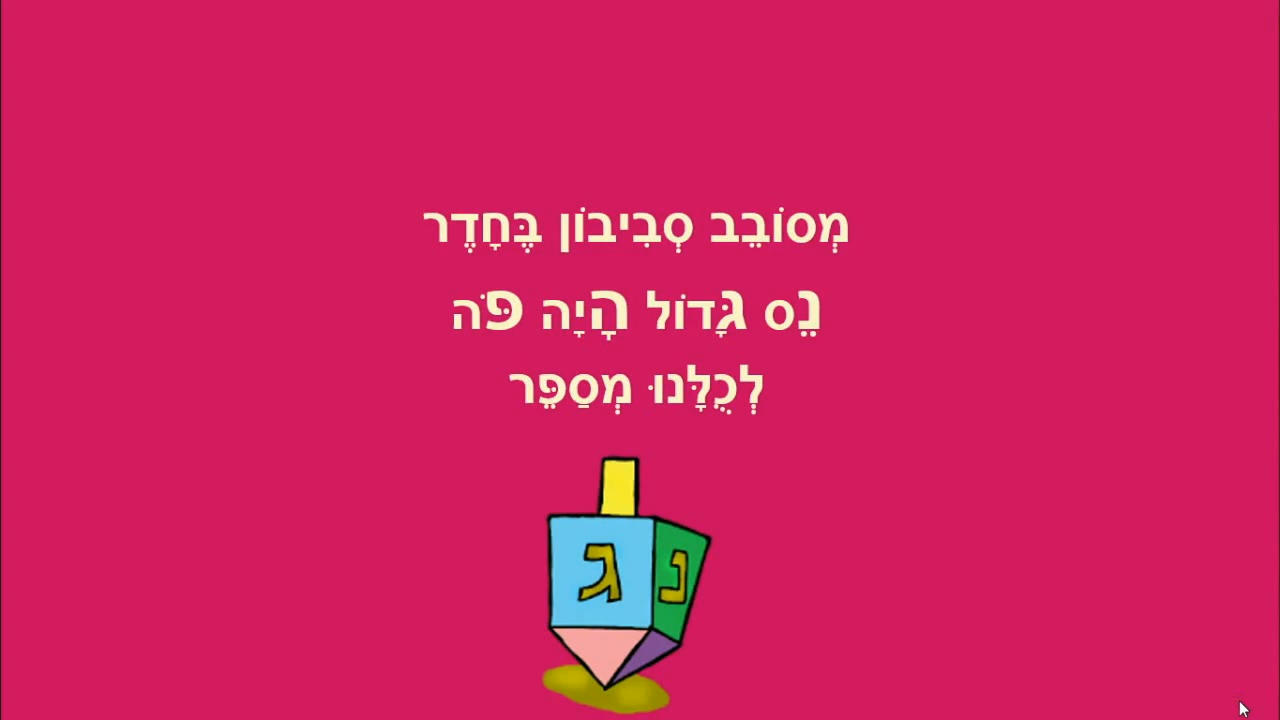 מְסוֹבֵב סְבִיבוֹן בֶּחָדֶר
נֵס גָּדוֹל הָיָה פֹּה
לְכֻלָּנוּ מְסַפֵּר
ג נ